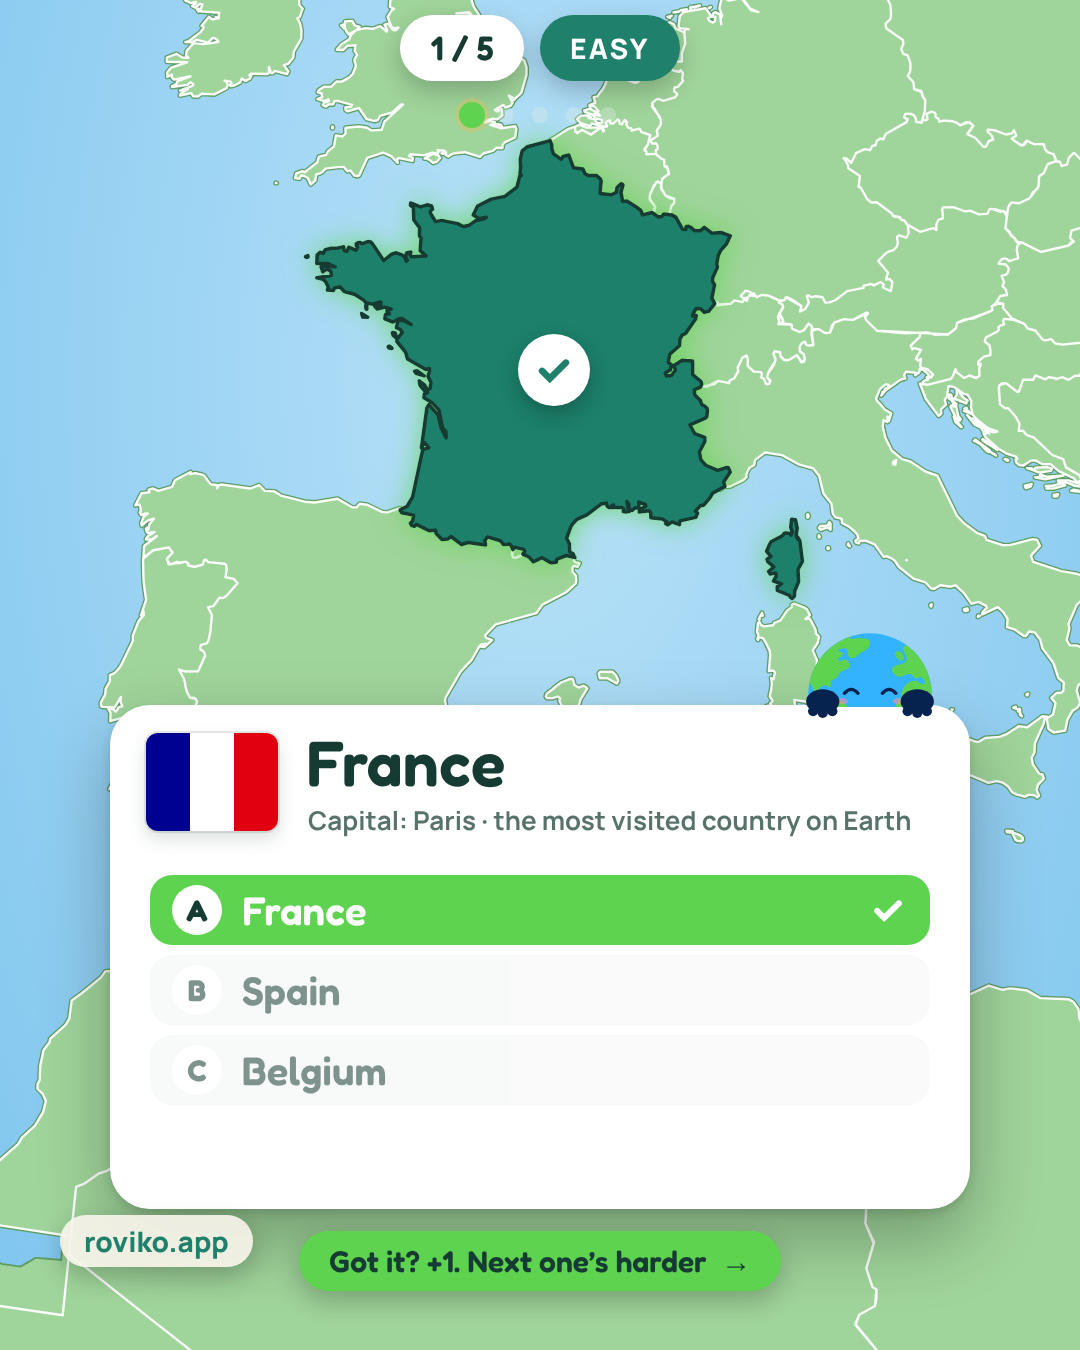 1 / 5
EASY
France
Capital: Paris · the most visited country on Earth
A France
B Spain
C Belgium
roviko.app
Got it? +1. Next one’s harder →